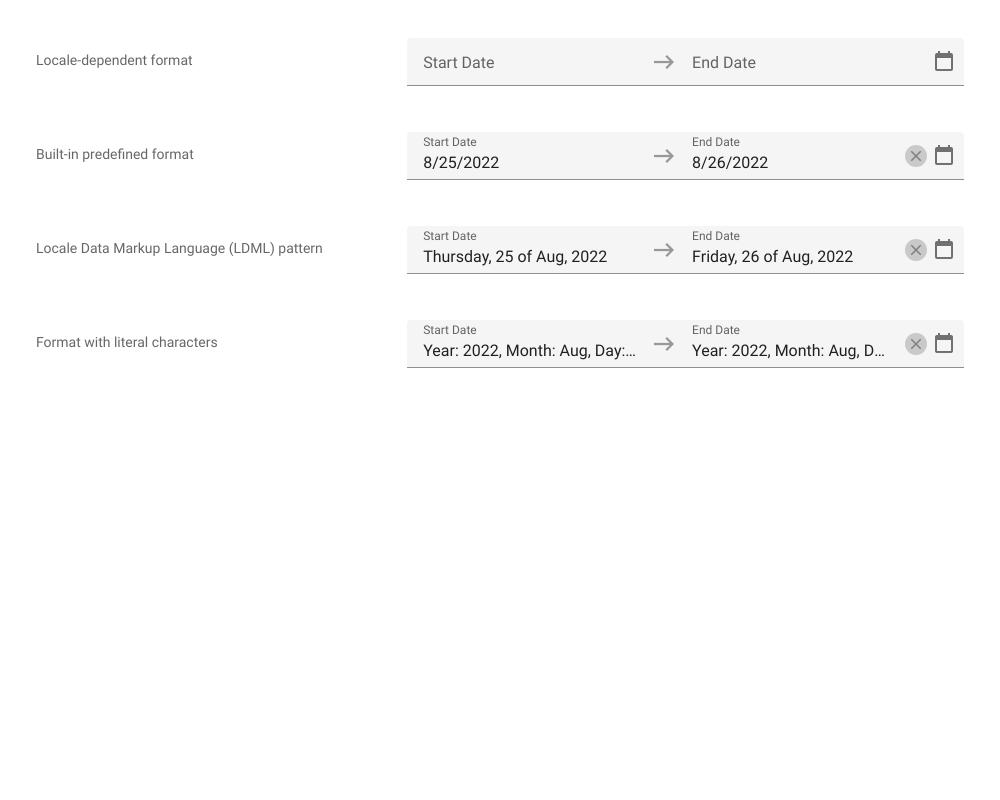 Locale-dependent format
Start Date
End Date
Built-in predefined format
Start Date
8/25/2022
End Date
8/26/2022
Locale Data Markup Language (LDML) pattern
Start Date
Thursday, 25 of Aug, 2022
End Date
Friday, 26 of Aug, 2022
Format with literal characters
Start Date
Year: 2022, Month: Aug, Day:...
End Date
Year: 2022, Month: Aug, D...